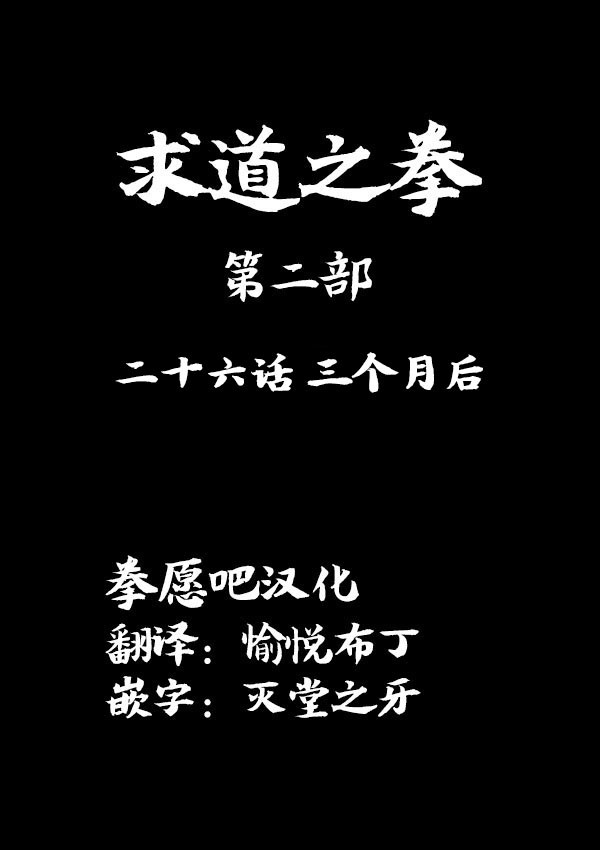 求道之拳
第二部
二十六话 三个月后
拳愿吧汉化
翻译：愉悦布丁
嵌字：灭堂之牙